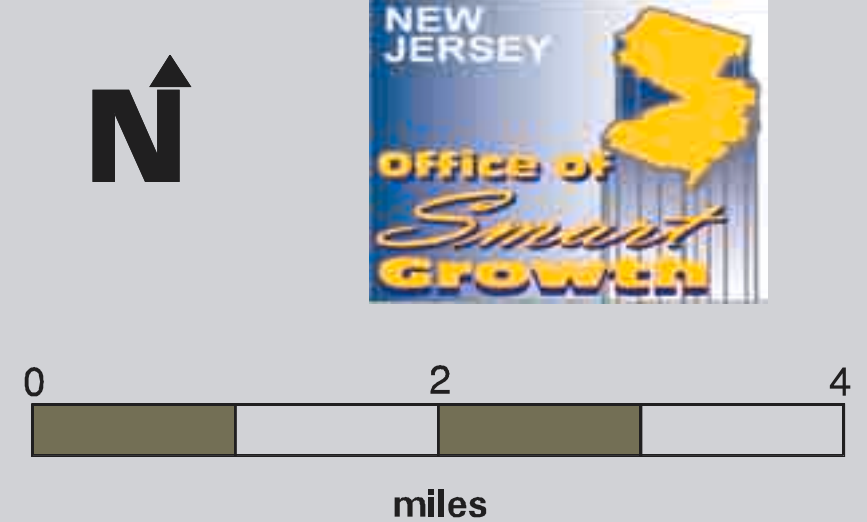 N
NEW
JERSEY
Office of
Smart
Growth
0 2 4
miles